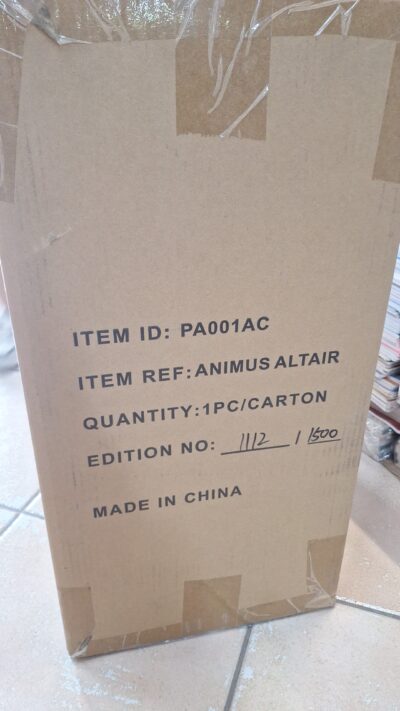 ITEM ID: PA001AC
ITEM REF: ANIMUS ALTAIR
QUANTITY: 1PC/CARTON
EDITION NO: 1112 / 1500
MADE IN CHINA